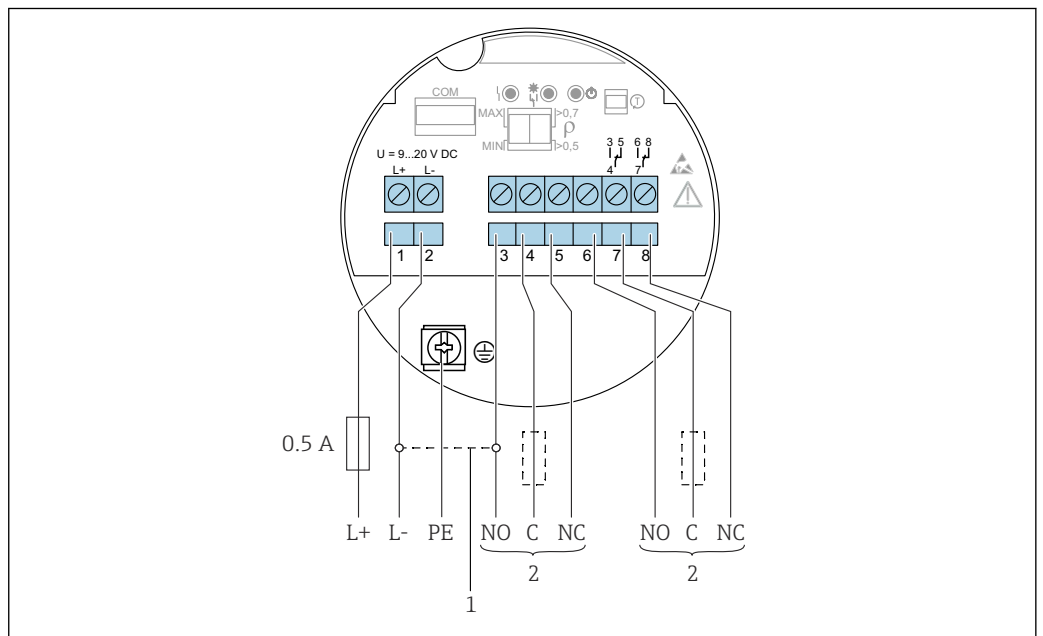 COM
MAX >0,7
ρ
MIN >0,5
T
U = 9...20 V DC
L+ L-
3 5 6 8
4 7
1 2 3 4 5 6 7 8
0.5 A
L+ L- PE NO C NC NO C NC
2 2
1